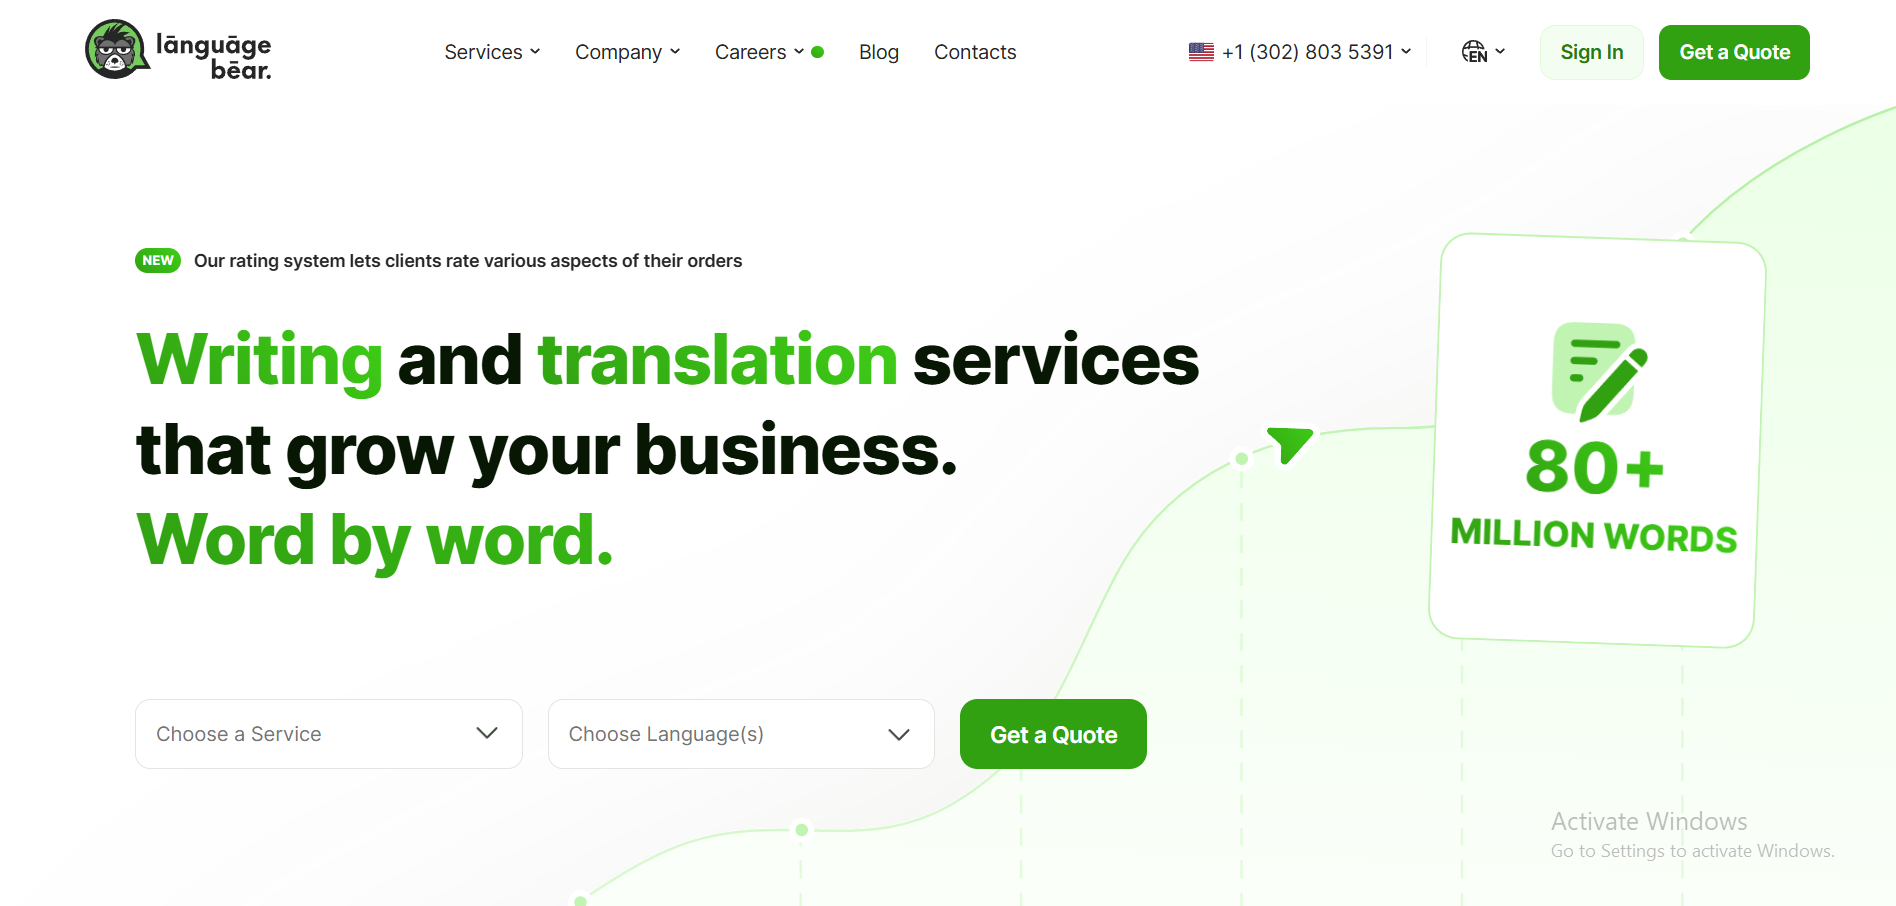 lānguāge
bēar.
Services
Company
Careers
Blog
Contacts
+1 (302) 803 5391
EN
Sign In
Get a Quote
NEW Our rating system lets clients rate various aspects of their orders
Writing and translation services
that grow your business.
Word by word.
80+
MILLION WORDS
Choose a Service
Choose Language(s)
Get a Quote
Activate Windows
Go to Settings to activate Windows.